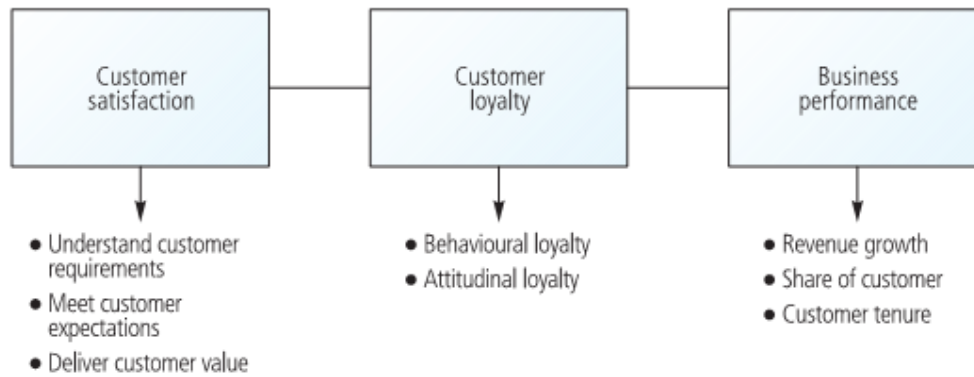 Customer
satisfaction
Customer
loyalty
Business
performance
● Understand customer
requirements
● Meet customer
expectations
● Deliver customer value
● Behavioural loyalty
● Attitudinal loyalty
● Revenue growth
● Share of customer
● Customer tenure